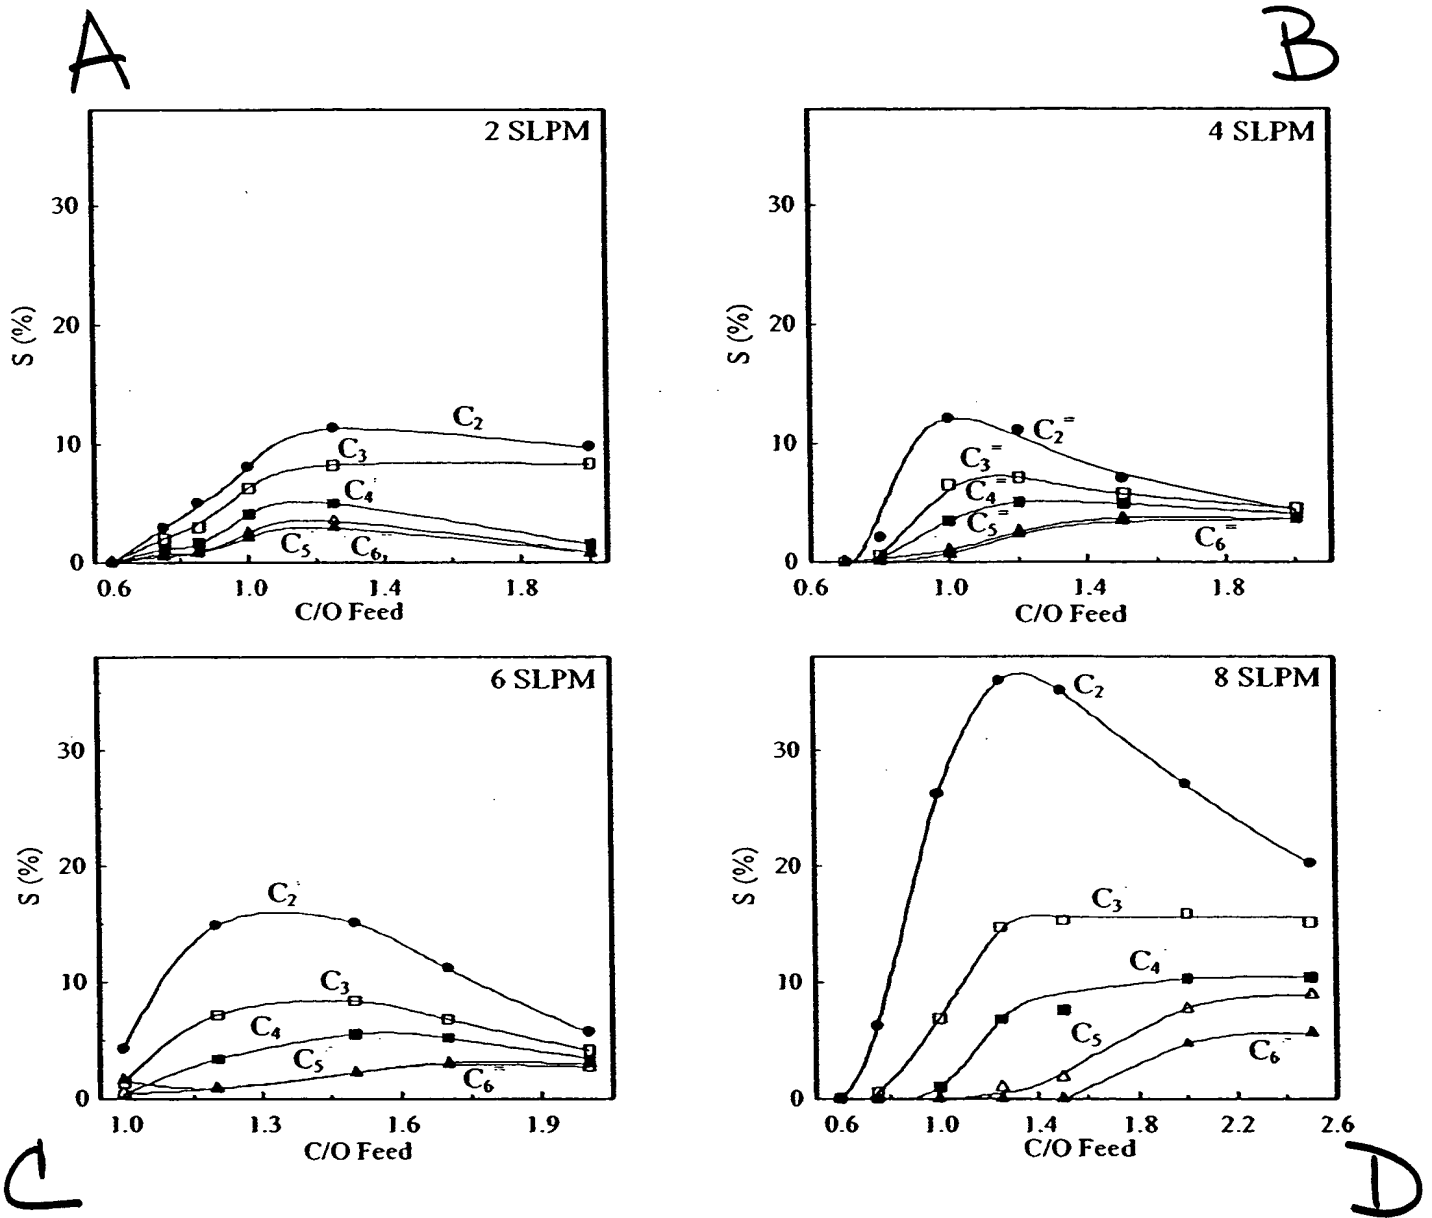 A
B
2 SLPM
30
20
10
0
S (%)
C2
C3
C4
C5
C6
0.6 1.0 1.4 1.8
C/O Feed
4 SLPM
30
20
10
0
S (%)
C2=
C3=
C4=
C5=
C6=
0.6 1.0 1.4 1.8
C/O Feed
6 SLPM
30
20
10
0
S (%)
C2
C3
C4
C5
C6
1.0 1.3 1.6 1.9
C/O Feed
8 SLPM
30
20
10
0
S (%)
C2
C3
C4
C5
C6
0.6 1.0 1.4 1.8 2.2 2.6
C/O Feed
C
D